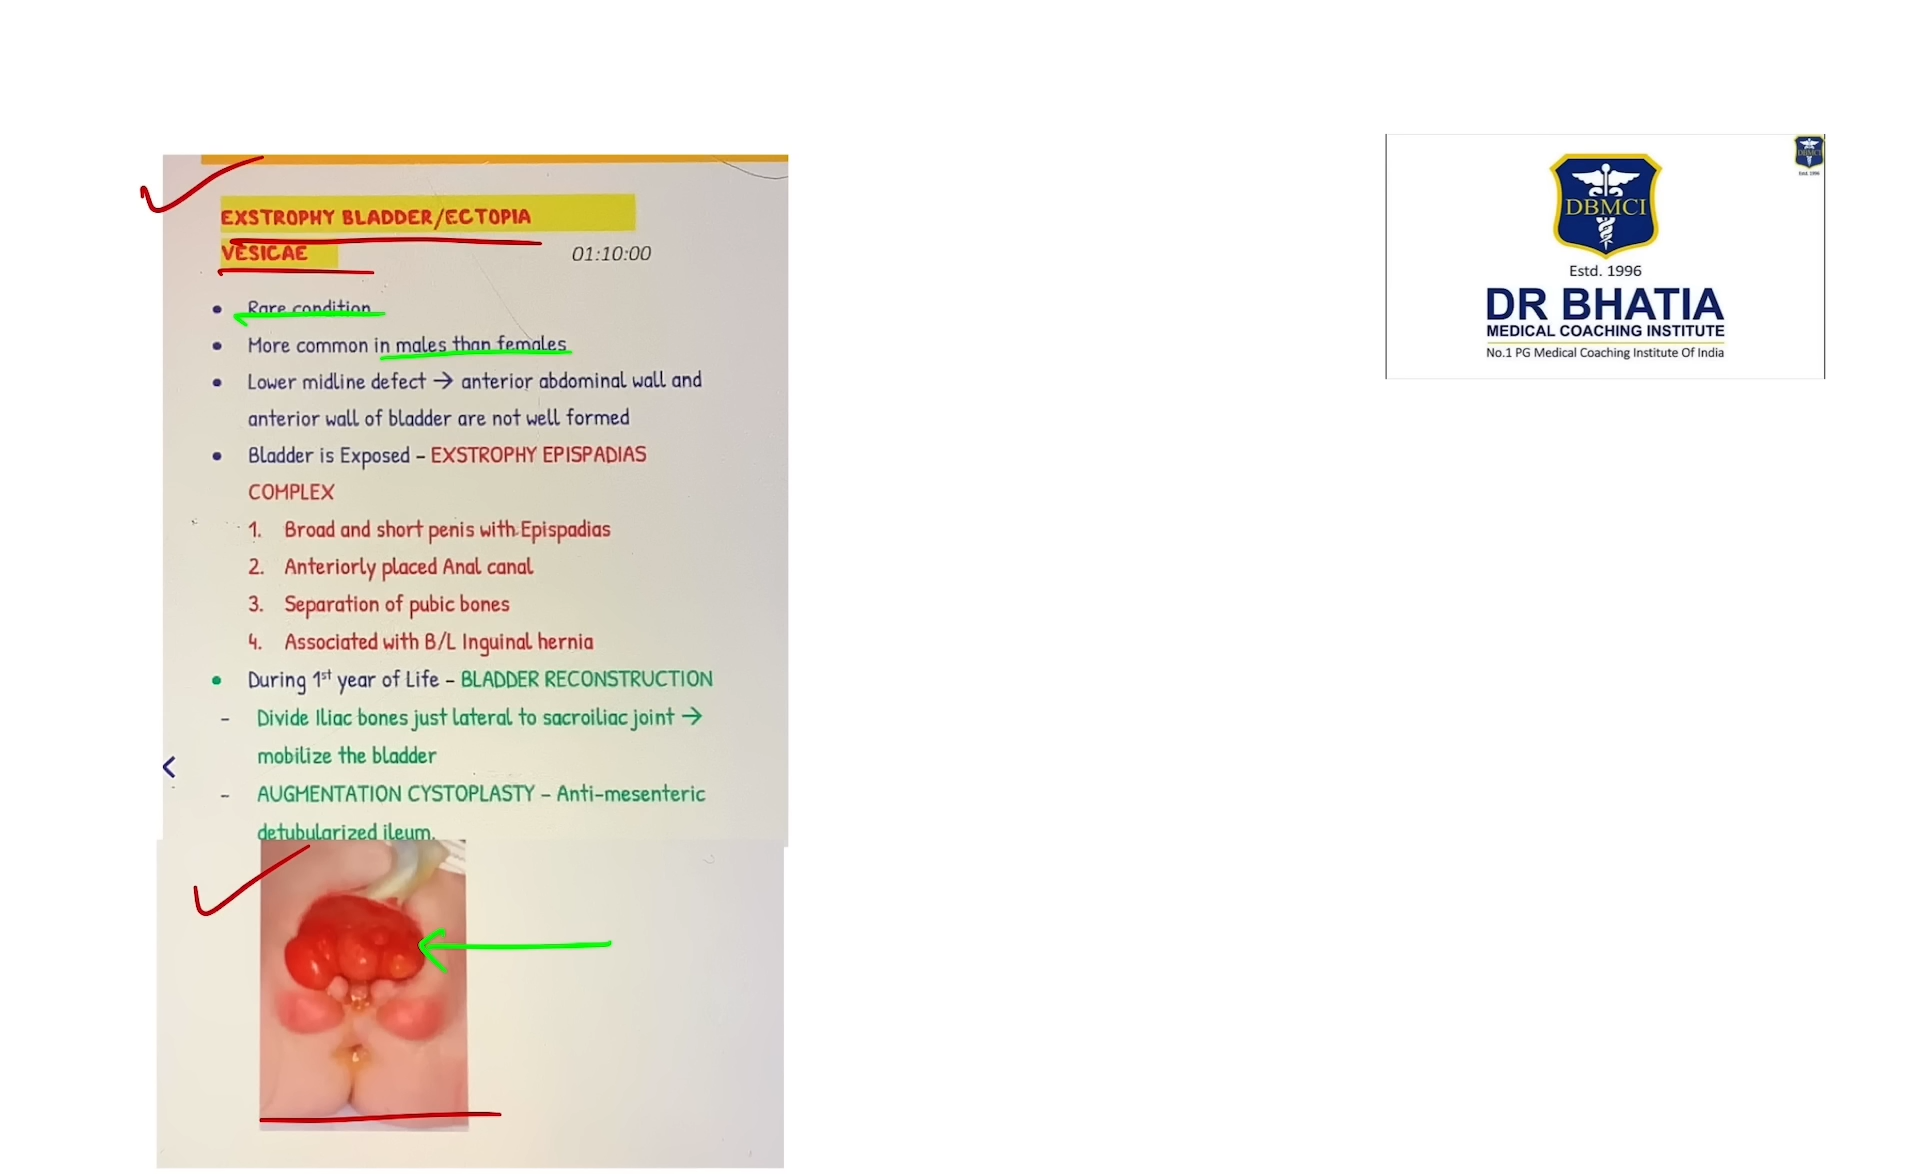 EXSTROPHY BLADDER/ECTOPIA
VESICAE 01:10:00
• Rare condition
• More common in males than females
• Lower midline defect → anterior abdominal wall and
anterior wall of bladder are not well formed
• Bladder is Exposed – EXSTROPHY EPISPADIAS
COMPLEX
1. Broad and short penis with Epispadias
2. Anteriorly placed Anal canal
3. Separation of pubic bones
4. Associated with B/L Inguinal hernia
• During 1st year of Life – BLADDER RECONSTRUCTION
- Divide Iliac bones just lateral to sacroiliac joint →
mobilize the bladder
- AUGMENTATION CYSTOPLASTY – Anti-mesenteric
detubularized ileum.
DBMCI
Estd. 1996
DR BHATIA
MEDICAL COACHING INSTITUTE
No.1 PG Medical Coaching Institute Of India
DBMCI
Estd. 1996